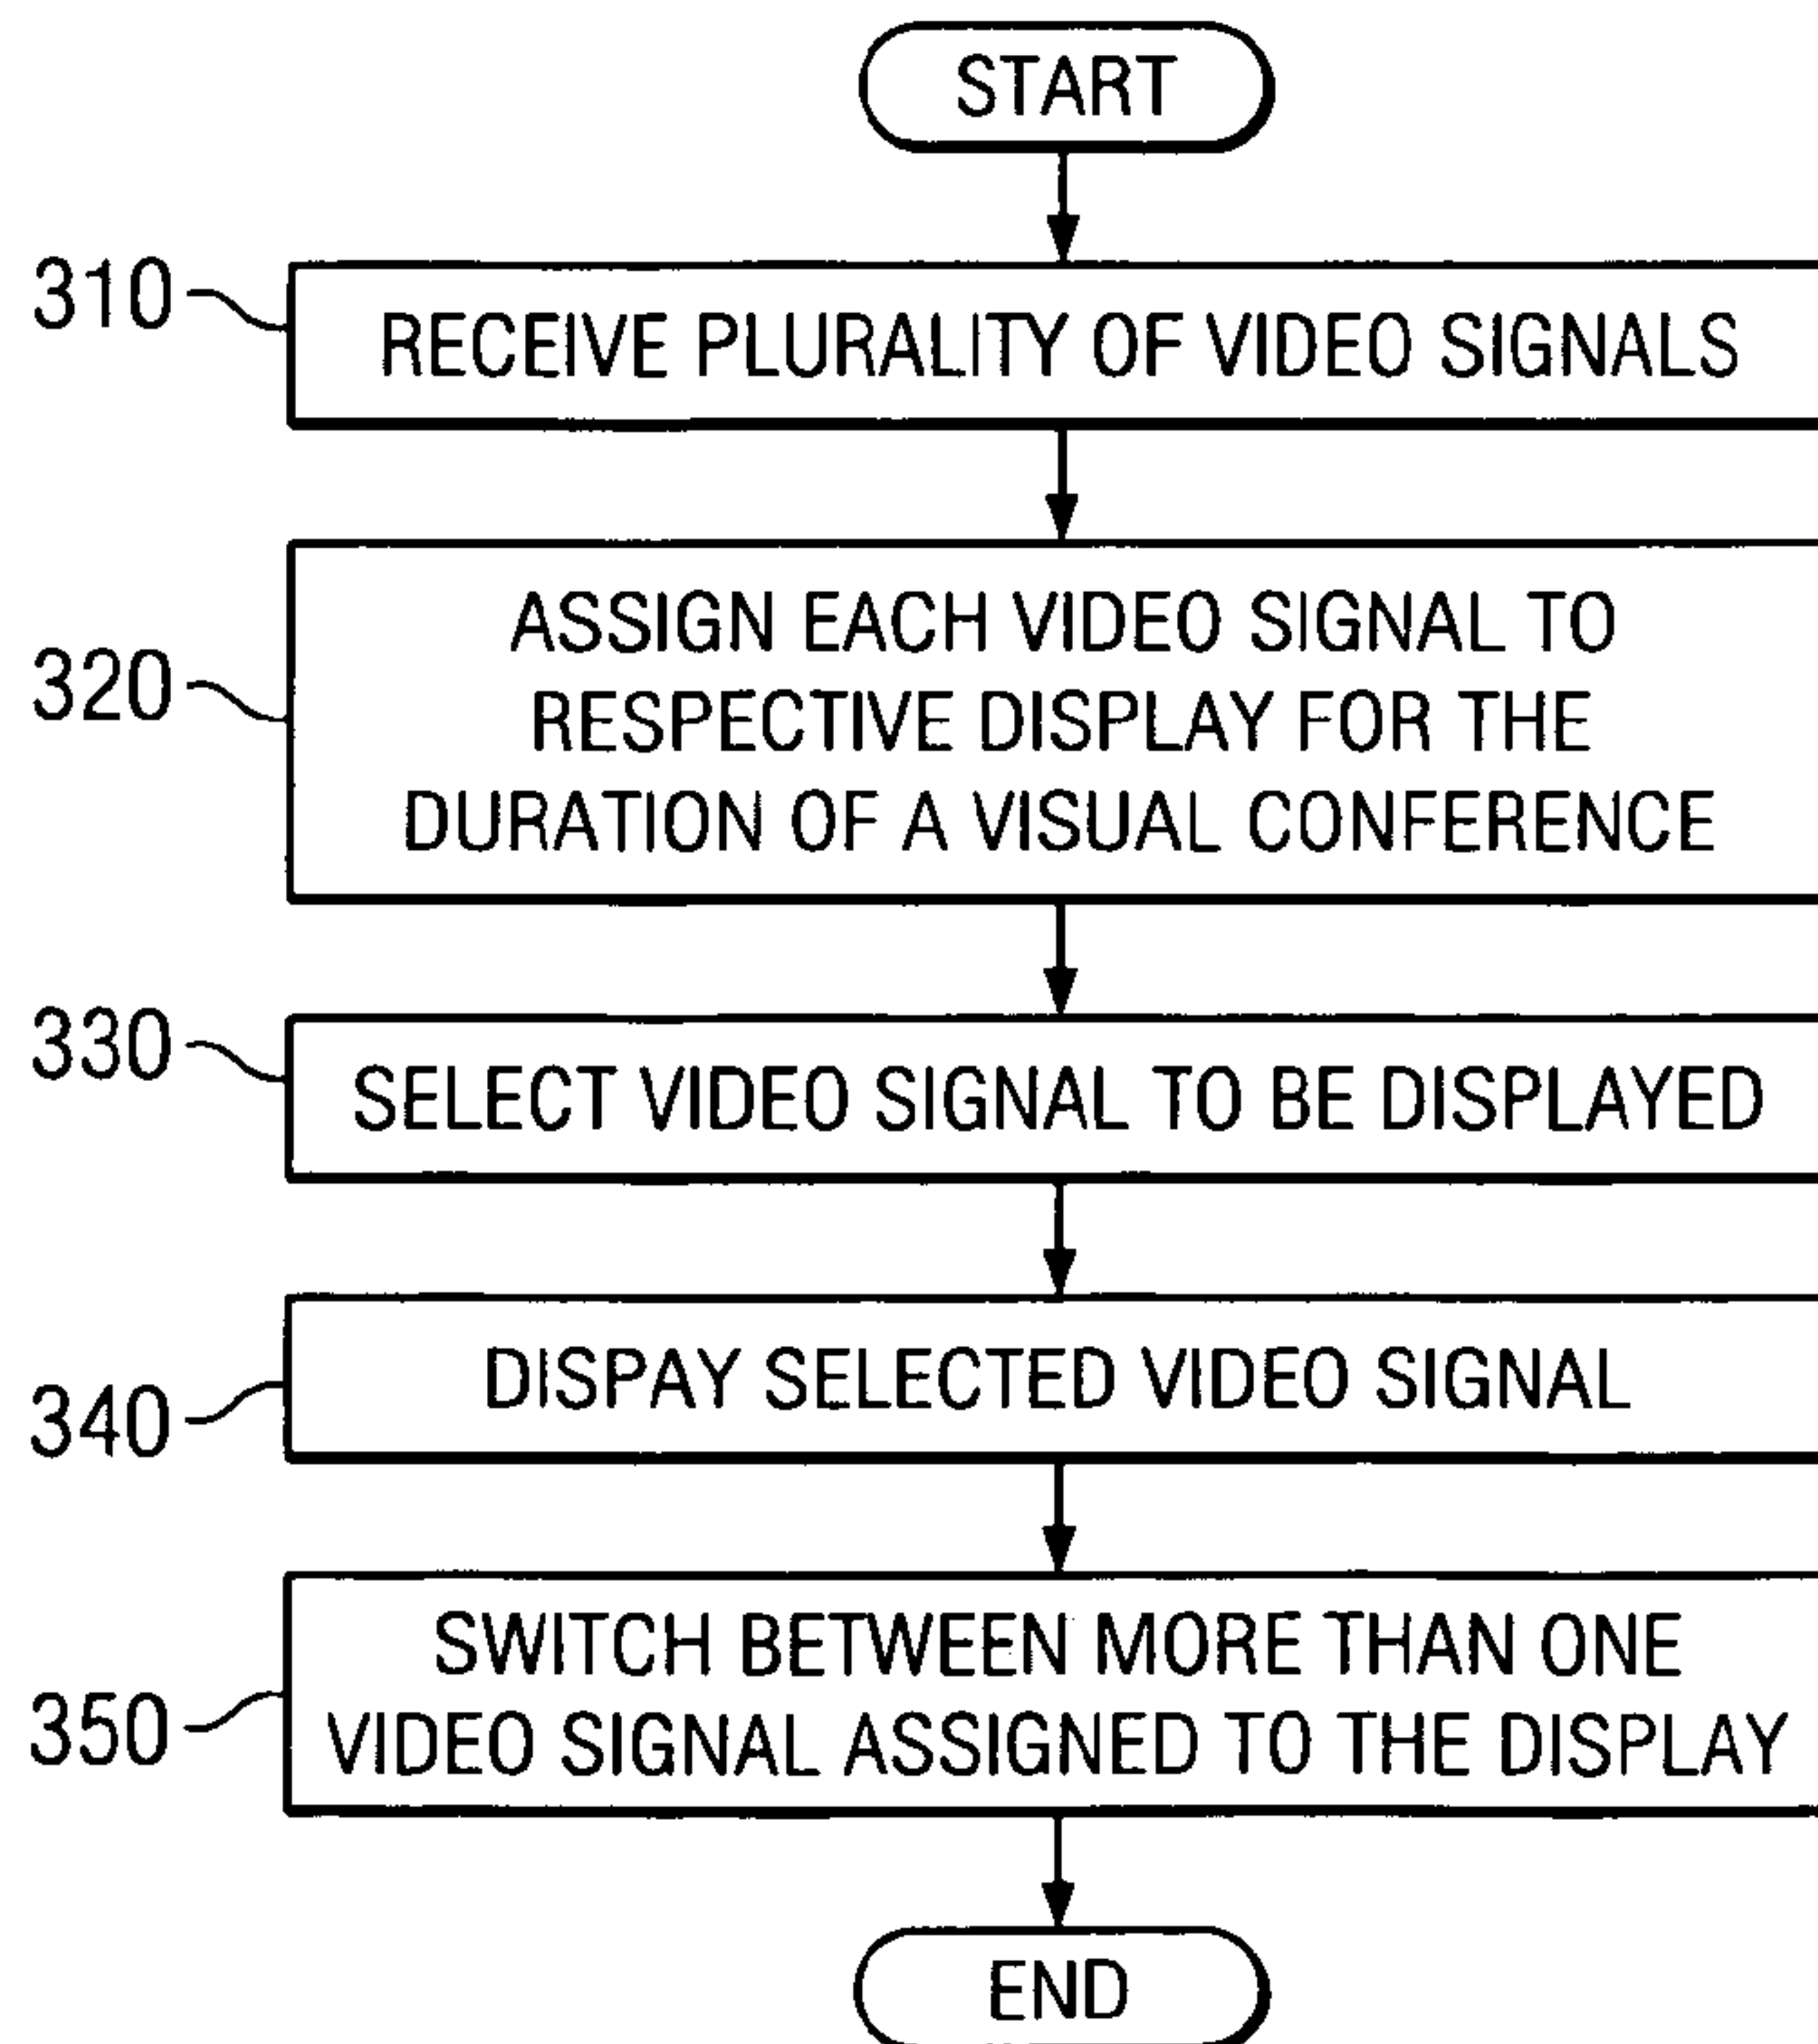 START
310
RECEIVE PLURALITY OF VIDEO SIGNALS
320
ASSIGN EACH VIDEO SIGNAL TO
RESPECTIVE DISPLAY FOR THE
DURATION OF A VISUAL CONFERENCE
330
SELECT VIDEO SIGNAL TO BE DISPLAYED
340
DISPAY SELECTED VIDEO SIGNAL
350
SWITCH BETWEEN MORE THAN ONE
VIDEO SIGNAL ASSIGNED TO THE DISPLAY
END